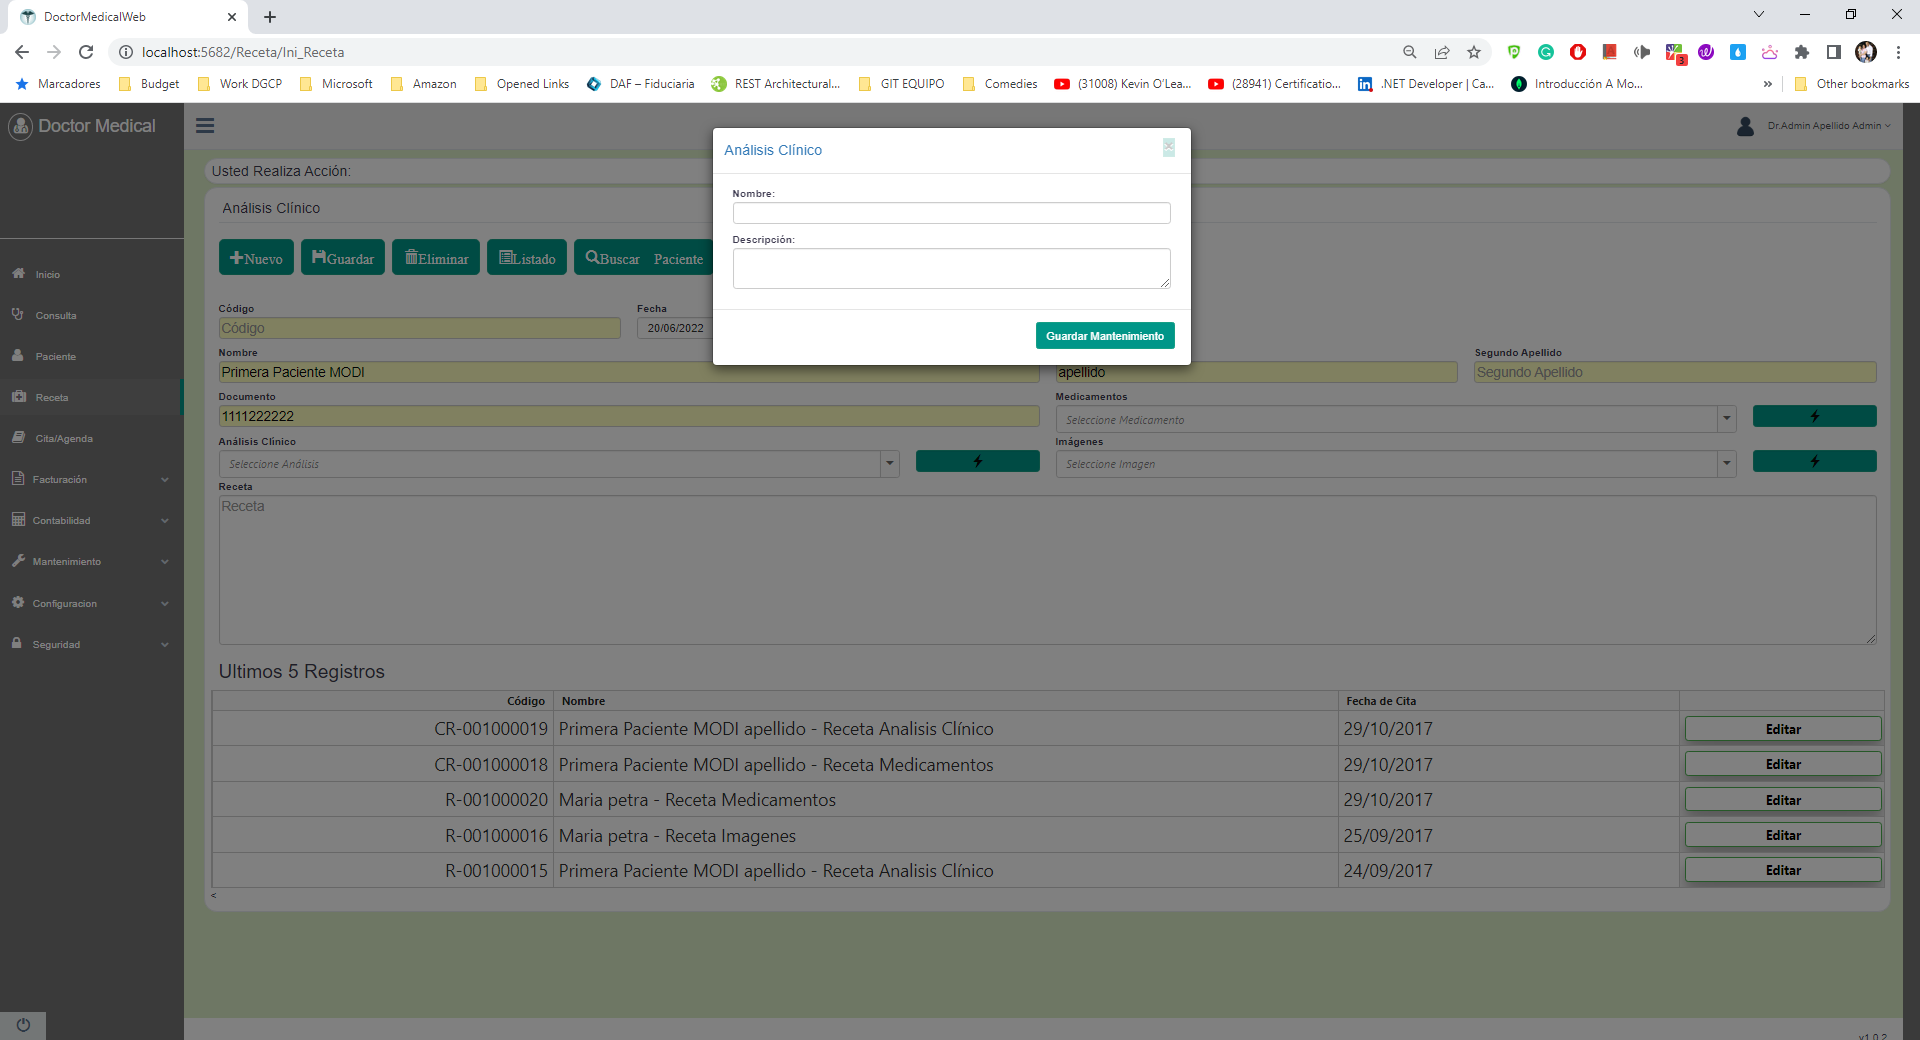 DoctorMedicalWeb
localhost:5682/Receta/Ini_Receta
3
Marcadores Budget Work DGCP Microsoft Amazon Opened Links DAF – Fiduciaria REST Architectural... GIT EQUIPO Comedies (31008) Kevin O'Lea... (28941) Certificatio... .NET Developer | Ca... Introducción A Mo... » Other bookmarks
Doctor Medical
Dr.Admin Apellido Admin
Usted Realiza Acción:
Análisis Clínico
Nuevo Guardar Eliminar Listado Buscar Paciente
Análisis Clínico
Nombre:
Descripción:
Guardar Mantenimiento
Inicio
Consulta
Paciente
Receta
Cita/Agenda
Facturación
Contabilidad
Mantenimiento
Configuracion
Seguridad
Código Fecha
Código 20/06/2022
Nombre Segundo Apellido
Primera Paciente MODI apellido Segundo Apellido
Documento Medicamentos
1111222222 Seleccione Medicamento
Análisis Clínico Imágenes
Seleccione Análisis Seleccione Imagen
Receta
Receta
Ultimos 5 Registros
Código Nombre Fecha de Cita
CR-001000019 Primera Paciente MODI apellido - Receta Analisis Clínico 29/10/2017 Editar
CR-001000018 Primera Paciente MODI apellido - Receta Medicamentos 29/10/2017 Editar
R-001000020 Maria petra - Receta Medicamentos 29/10/2017 Editar
R-001000016 Maria petra - Receta Imagenes 25/09/2017 Editar
R-001000015 Primera Paciente MODI apellido - Receta Analisis Clínico 24/09/2017 Editar
<
v1.0.2